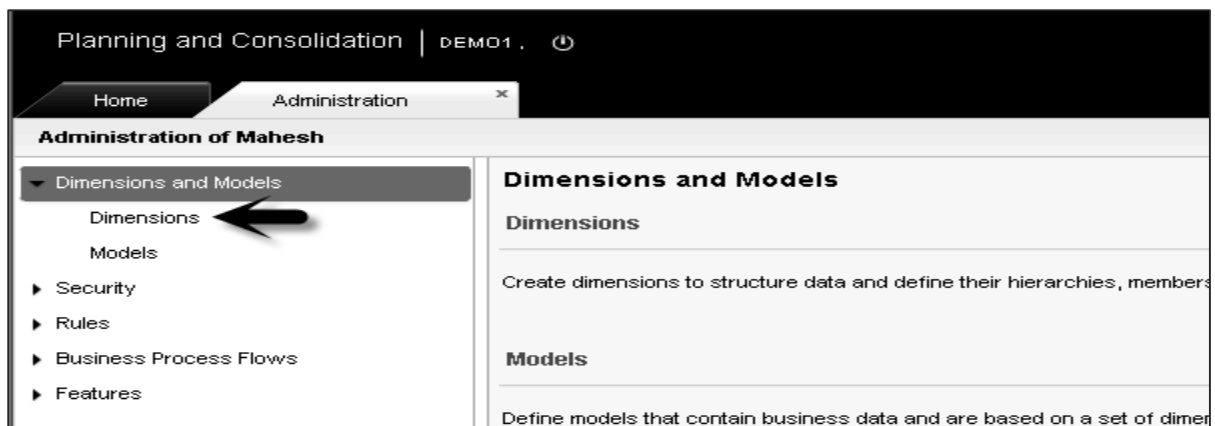 Planning and Consolidation | DEMO1 .
Home
Administration
×
Administration of Mahesh
Dimensions and Models
Dimensions
Models
Security
Rules
Business Process Flows
Features
Dimensions and Models
Dimensions
Create dimensions to structure data and define their hierarchies, members
Models
Define models that contain business data and are based on a set of